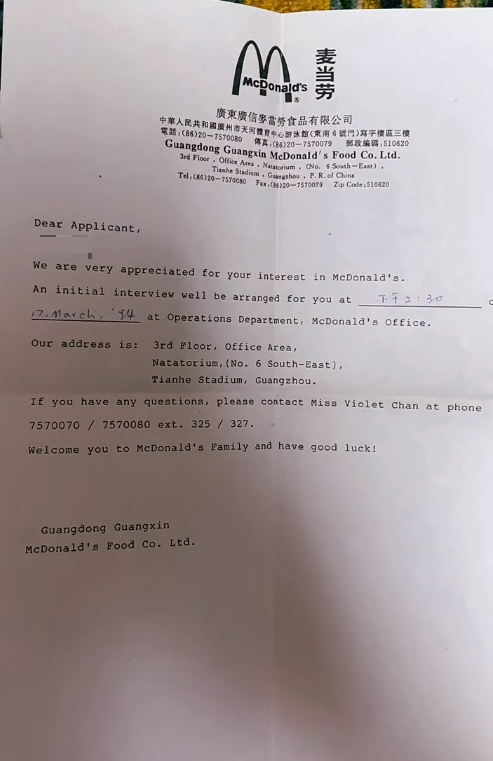 McDonald's
®
麦当劳
廣東廣信麥當勞食品有限公司
中華人民共和國廣州市天河體育中心游泳館(東南6號門)寫字樓區三樓
電話:(86)20-7570080 傳真:(86)20-7570079 郵政編碼:510620
Guangdong Guangxin McDonald's Food Co. Ltd.
3rd Floor, Office Area, Natatorium, (No. 6 South-East),
Tianhe Stadium, Guangzhou, P. R. of China
Tel:(86)20-7570080 Fax:(86)20-7570079 Zip Code:510620
Dear Applicant,
We are very appreciated for your interest in McDonald's.
An initial interview well be arranged for you at 下午2:30 o
17. March, '94 at Operations Department, McDonald's Office.
Our address is: 3rd Floor, Office Area,
Natatorium,(No. 6 South-East),
Tianhe Stadium, Guangzhou.
If you have any questions, please contact Miss Violet Chan at phone
7570070 / 7570080 ext. 325 / 327.
Welcome you to McDonald's Family and have good luck!
Guangdong Guangxin
McDonald's Food Co. Ltd.